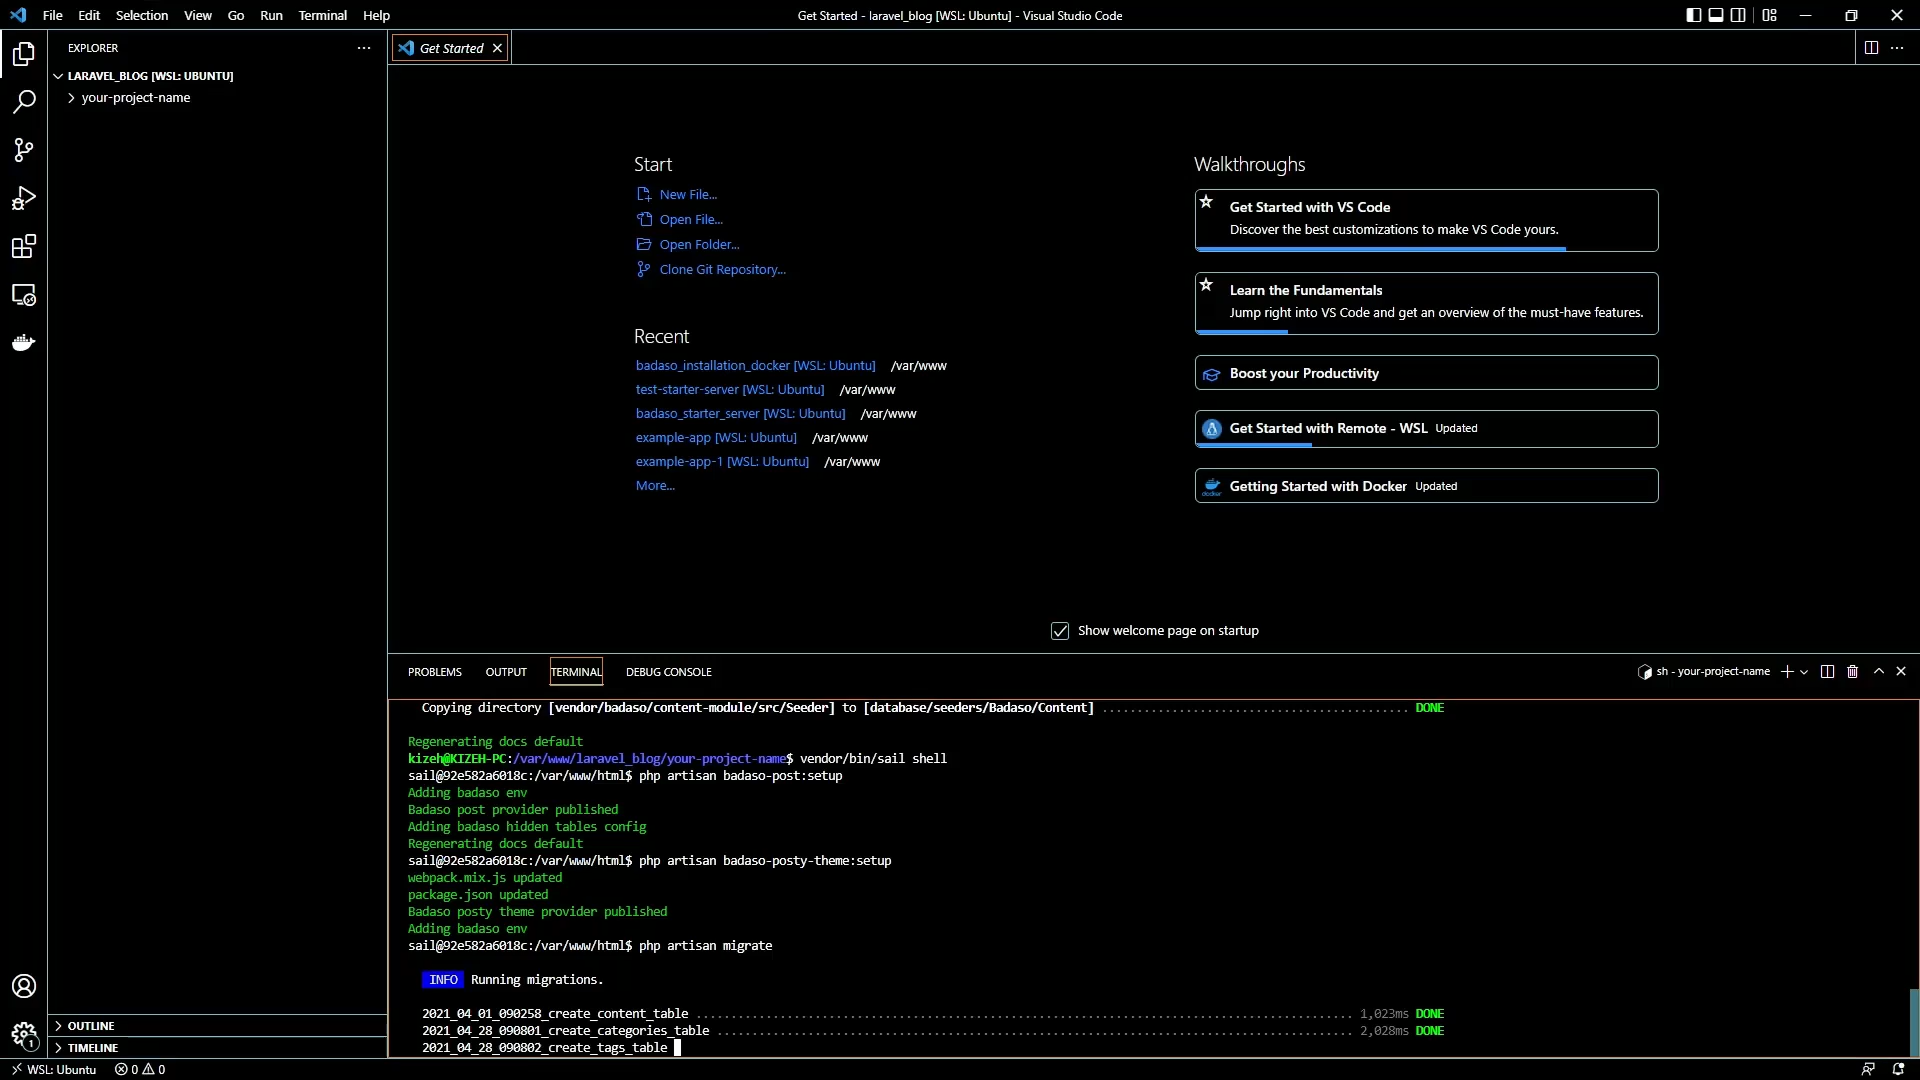 File Edit Selection View Go Run Terminal Help
Get Started - laravel_blog [WSL: Ubuntu] - Visual Studio Code
EXPLORER
LARAVEL_BLOG [WSL: UBUNTU]
your-project-name
OUTLINE
TIMELINE
Get Started
Start
New File...
Open File...
Open Folder...
Clone Git Repository...
Recent
badaso_installation_docker [WSL: Ubuntu] /var/www
test-starter-server [WSL: Ubuntu] /var/www
badaso_starter_server [WSL: Ubuntu] /var/www
example-app [WSL: Ubuntu] /var/www
example-app-1 [WSL: Ubuntu] /var/www
More...
Walkthroughs
Get Started with VS Code
Discover the best customizations to make VS Code yours.
Learn the Fundamentals
Jump right into VS Code and get an overview of the must-have features.
Boost your Productivity
Get Started with Remote - WSL Updated
Getting Started with Docker Updated
Show welcome page on startup
PROBLEMS OUTPUT TERMINAL DEBUG CONSOLE
sh - your-project-name
Copying directory [vendor/badaso/content-module/src/Seeder] to [database/seeders/Badaso/Content] ............................................ DONE
Regenerating docs default
kizeh@KIZEH-PC:/var/www/laravel_blog/your-project-name$ vendor/bin/sail shell
sail@92e582a6018c:/var/www/html$ php artisan badaso-post:setup
Adding badaso env
Badaso post provider published
Adding badaso hidden tables config
Regenerating docs default
sail@92e582a6018c:/var/www/html$ php artisan badaso-posty-theme:setup
webpack.mix.js updated
package.json updated
Badaso posty theme provider published
Adding badaso env
sail@92e582a6018c:/var/www/html$ php artisan migrate
INFO Running migrations.
2021_04_01_090258_create_content_table .............................................................................................. 1,023ms DONE
2021_04_28_090801_create_categories_table ........................................................................................... 2,028ms DONE
2021_04_28_090802_create_tags_table
1
WSL: Ubuntu 0 0